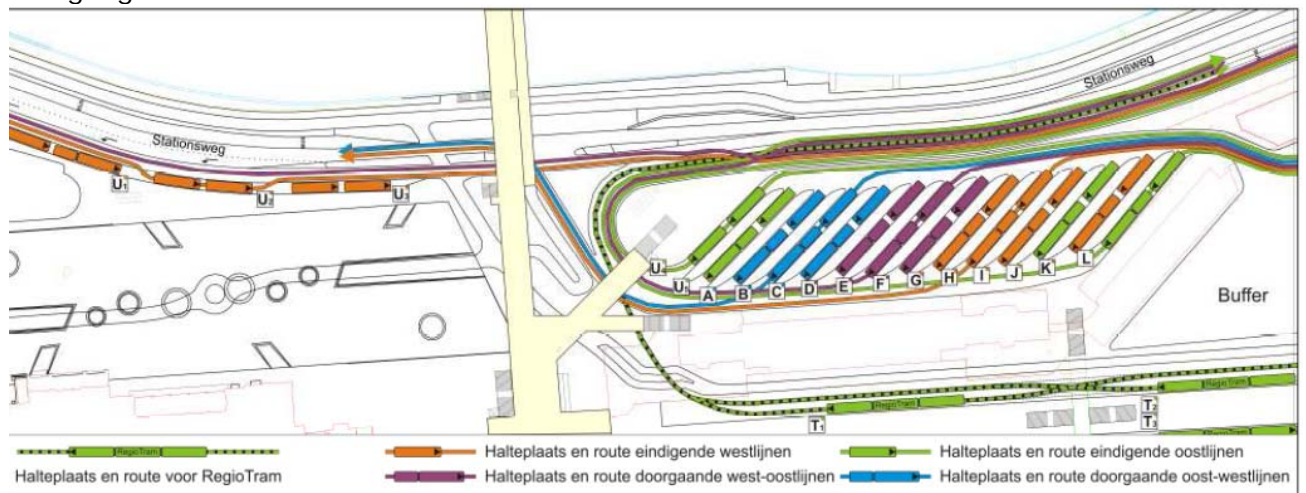 Stationsweg
Stationsweg
U1
U2
U3
U
U
A
B
C
D
E
F
G
H
I
J
K
L
Buffer
RegioTram
RegioTram
T1
T2
T3
RegioTram
Halteplaats en route eindigende westlijnen
Halteplaats en route eindigende oostlijnen
Halteplaats en route voor RegioTram
Halteplaats en route doorgaande west-oostlijnen
Halteplaats en route doorgaande oost-westlijnen